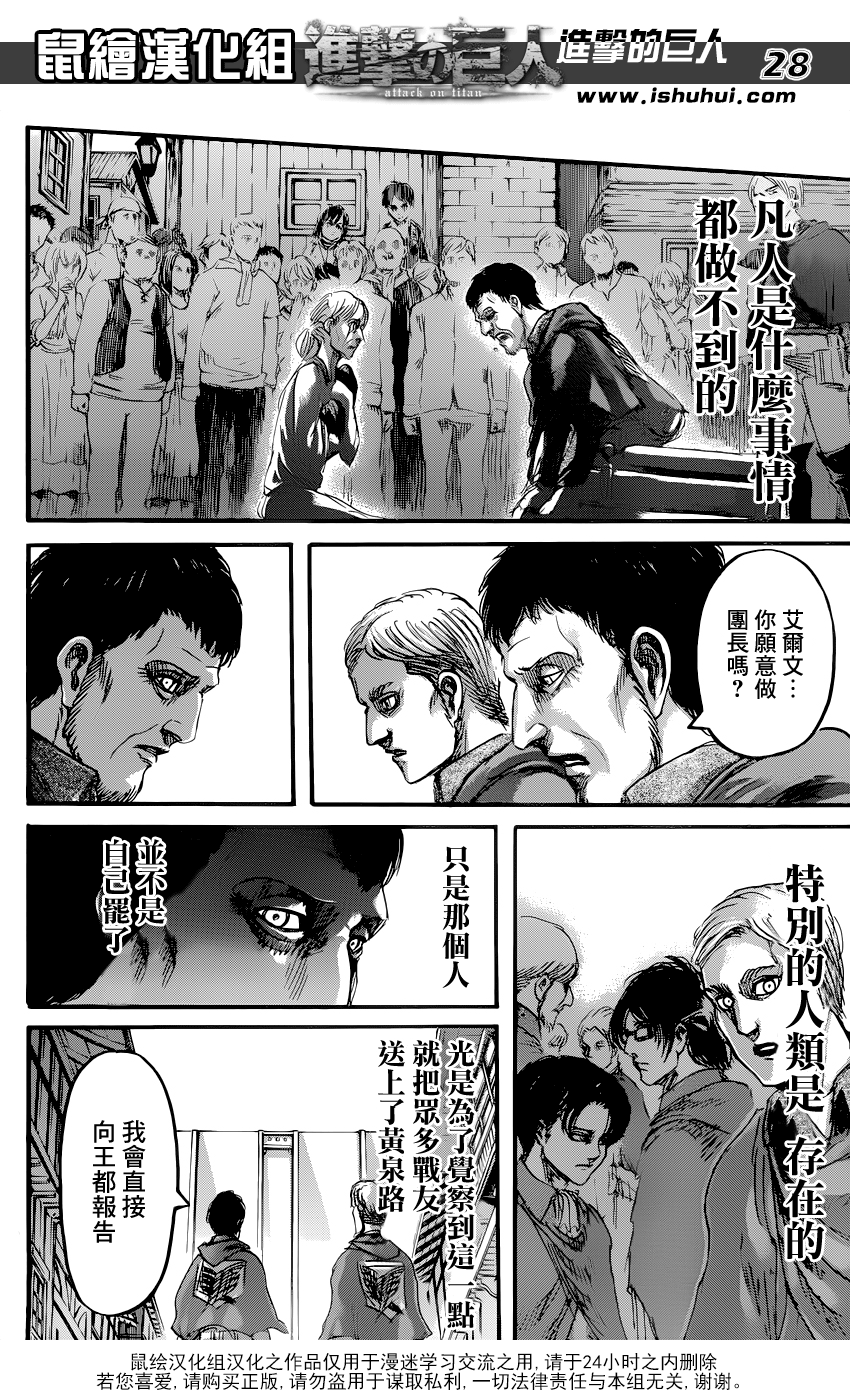 鼠繪漢化組
進撃の巨人
attack on titan
進擊的巨人
28
www.ishuhui.com
凡人是什麼事情
都做不到的
艾爾文…
你願意做
團長嗎?
特別的人類是 存在的
只是那個人
並不是
自己罷了
光是為了覺察到這一點
就把眾多戰友
送上了黃泉路
我會直接
向王都報告
鼠绘汉化组汉化之作品仅用于漫迷学习交流之用,请于24小时之内删除
若您喜爱,请购买正版,请勿盗用于谋取私利,一切法律责任与本组无关,谢谢。